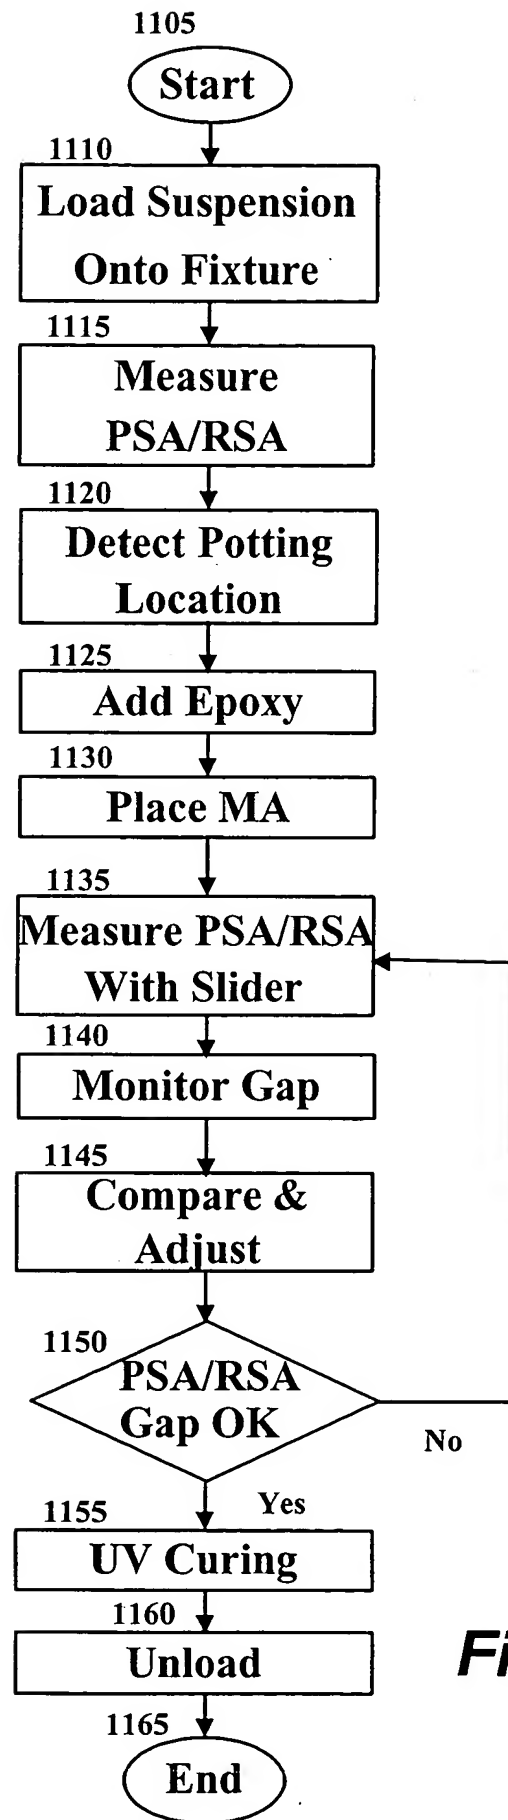 1105
Start
1110
Load Suspension
Onto Fixture
1115
Measure
PSA/RSA
1120
Detect Potting
Location
1125
Add Epoxy
1130
Place MA
1135
Measure PSA/RSA
With Slider
1140
Monitor Gap
1145
Compare &
Adjust
1150
PSA/RSA
Gap OK
No
Yes
1155
UV Curing
1160
Unload
Fi
1165
End